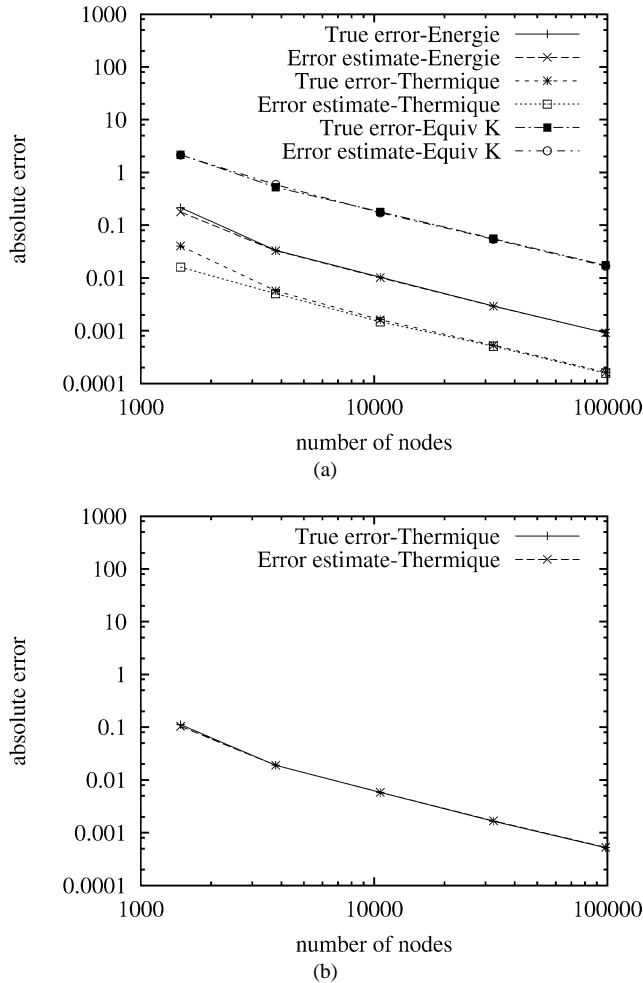 1000
100
10
1
0.1
0.01
0.001
0.0001
absolute error
True error-Energie
Error estimate-Energie
True error-Thermique
Error estimate-Thermique
True error-Equiv K
Error estimate-Equiv K
1000
10000
100000
number of nodes
(a)
1000
100
10
1
0.1
0.01
0.001
0.0001
absolute error
True error-Thermique
Error estimate-Thermique
1000
10000
100000
number of nodes
(b)